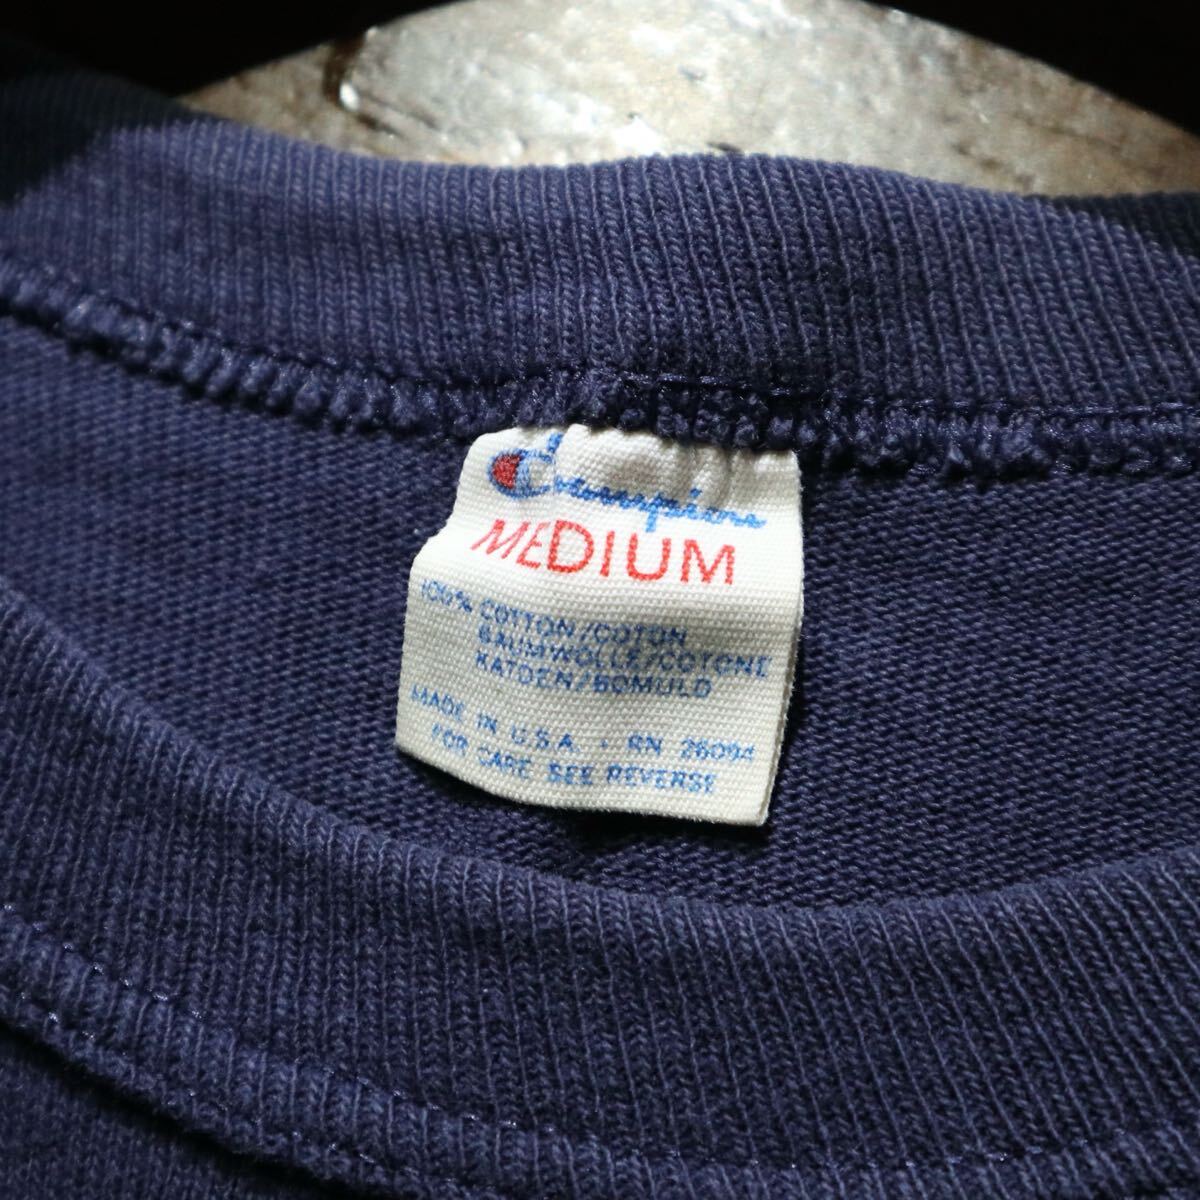 Champion
MEDIUM
100% COTTON/COTON
BAUMWOLLE/COTONE
KATOEN/BOMULD
MADE IN U.S.A. · RN 26094
FOR CARE SEE REVERSE